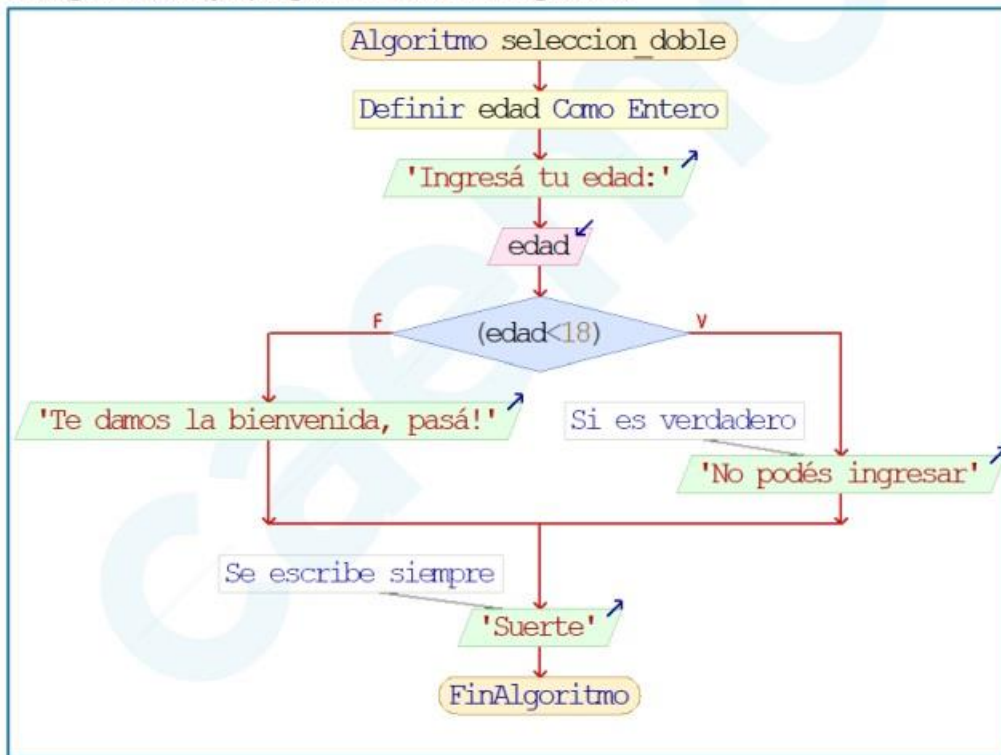 Algoritmo seleccion_doble
Definir edad Como Entero
'Ingresá tu edad:'
edad
F
(edad<18)
V
'Te damos la bienvenida, pasá!'
Si es verdadero
'No podés ingresar'
Se escribe siempre
'Suerte'
FinAlgoritmo